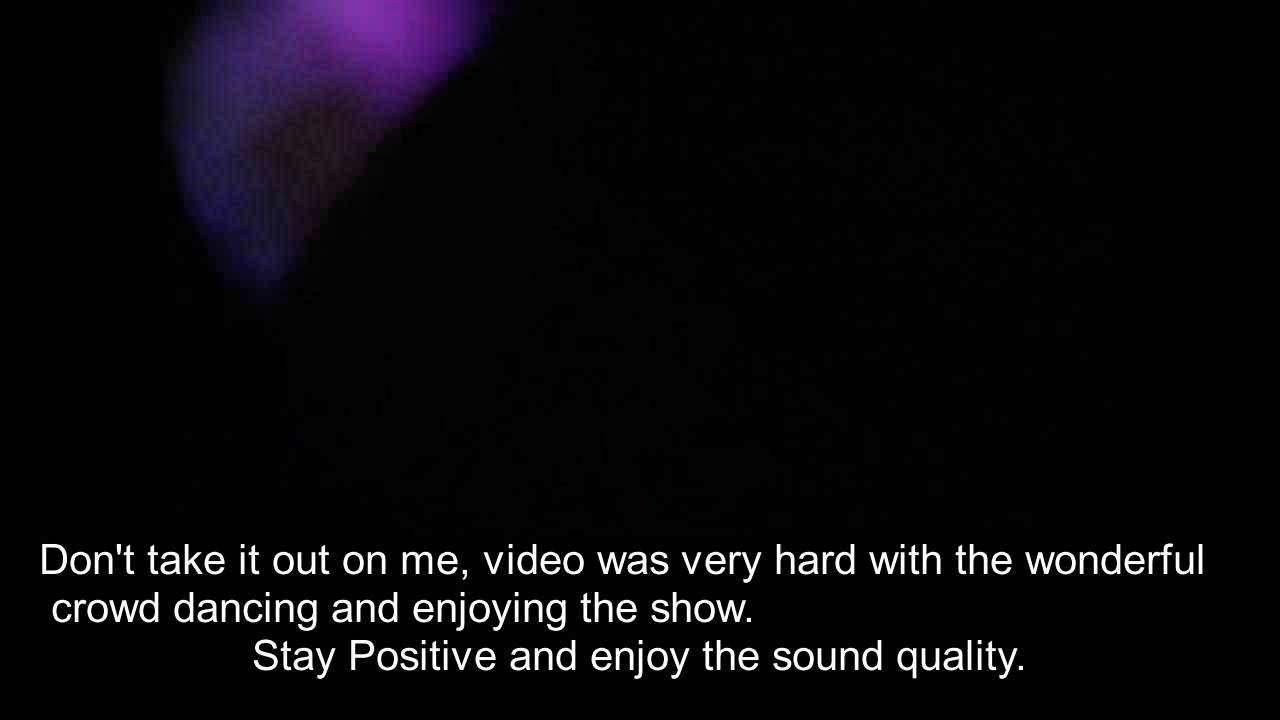 Don't take it out on me, video was very hard with the wonderful
crowd dancing and enjoying the show.
Stay Positive and enjoy the sound quality.